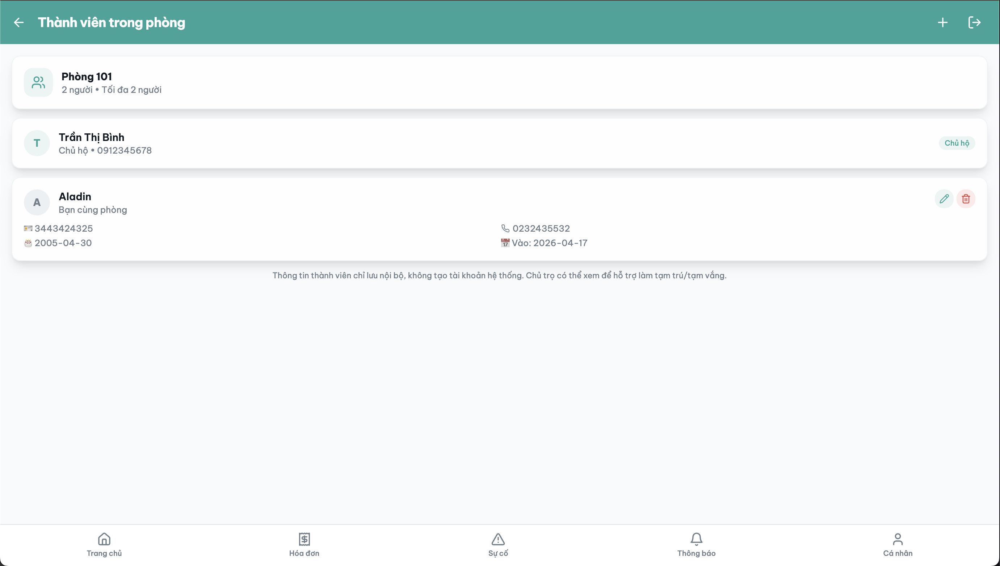 Thành viên trong phòng
Phòng 101
2 người • Tối đa 2 người
T
Trần Thị Bình
Chủ hộ • 0912345678
Chủ hộ
A
Aladin
Bạn cùng phòng
3443424325
0232435532
2005-04-30
17 Vào: 2026-04-17
Thông tin thành viên chỉ lưu nội bộ, không tạo tài khoản hệ thống. Chủ trọ có thể xem để hỗ trợ làm tạm trú/tạm vắng.
Trang chủ
Hóa đơn
Sự cố
Thông báo
Cá nhân